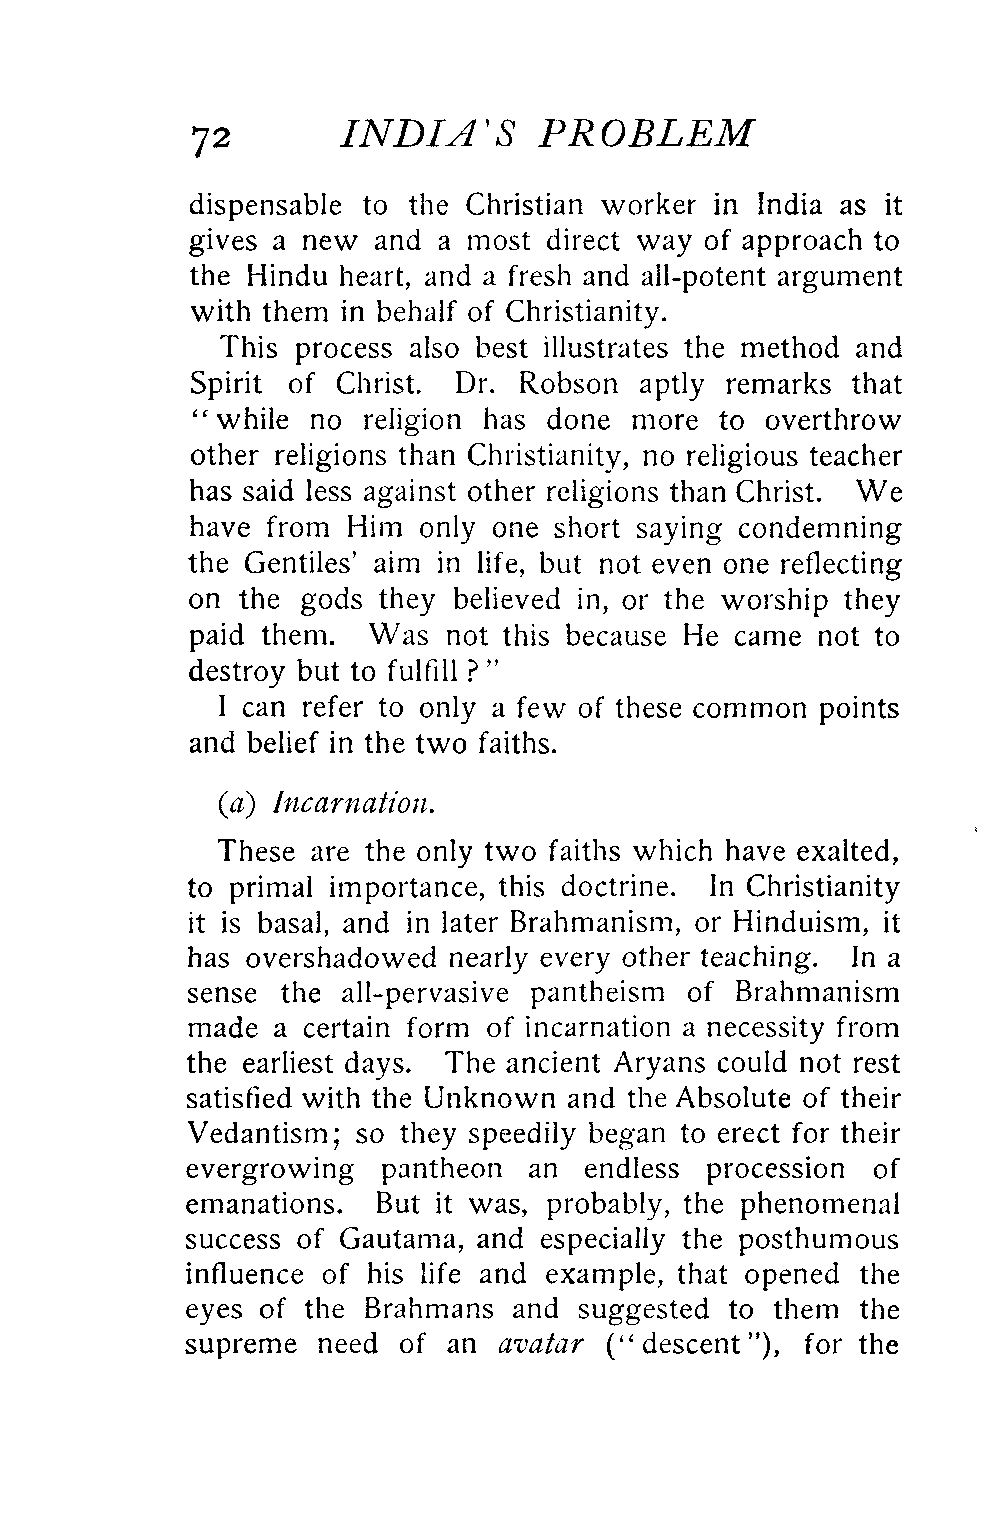 72 INDIA'S PROBLEM
dispensable to the Christian worker in India as it
gives a new and a most direct way of approach to
the Hindu heart, and a fresh and all-potent argument
with them in behalf of Christianity.
This process also best illustrates the method and
Spirit of Christ. Dr. Robson aptly remarks that
“while no religion has done more to overthrow
other religions than Christianity, no religious teacher
has said less against other religions than Christ. We
have from Him only one short saying condemning
the Gentiles’ aim in life, but not even one reflecting
on the gods they believed in, or the worship they
paid them. Was not this because He came not to
destroy but to fulfill?”
I can refer to only a few of these common points
and belief in the two faiths.
(a) Incarnation.
These are the only two faiths which have exalted,
to primal importance, this doctrine. In Christianity
it is basal, and in later Brahmanism, or Hinduism, it
has overshadowed nearly every other teaching. In a
sense the all-pervasive pantheism of Brahmanism
made a certain form of incarnation a necessity from
the earliest days. The ancient Aryans could not rest
satisfied with the Unknown and the Absolute of their
Vedantism; so they speedily began to erect for their
evergrowing pantheon an endless procession of
emanations. But it was, probably, the phenomenal
success of Gautama, and especially the posthumous
influence of his life and example, that opened the
eyes of the Brahmans and suggested to them the
supreme need of an avatar (“descent”), for the